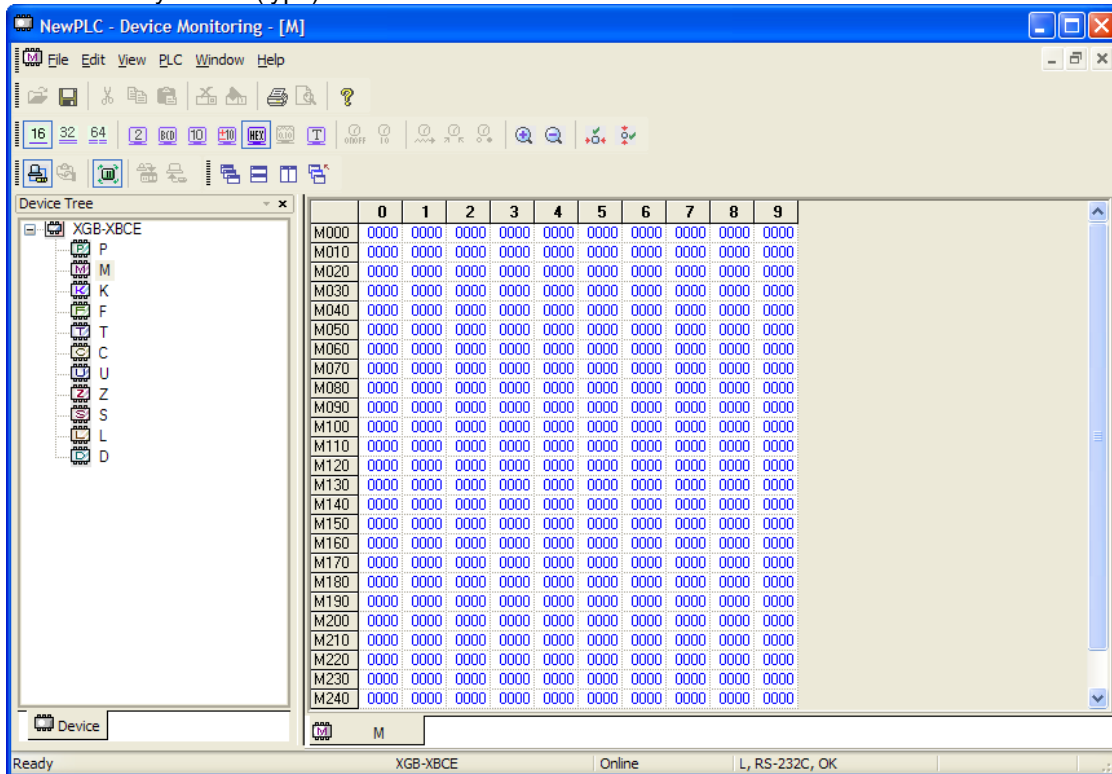 NewPLC - Device Monitoring - [M]
File Edit View PLC Window Help
16 32 64 2 BCD 10 ±10 HEX T
Device Tree
0 1 2 3 4 5 6 7 8 9
XGB-XBCE
P
M
K
F
T
C
U
Z
S
L
D
M000 0000 0000 0000 0000 0000 0000 0000 0000 0000 0000
M010 0000 0000 0000 0000 0000 0000 0000 0000 0000 0000
M020 0000 0000 0000 0000 0000 0000 0000 0000 0000 0000
M030 0000 0000 0000 0000 0000 0000 0000 0000 0000 0000
M040 0000 0000 0000 0000 0000 0000 0000 0000 0000 0000
M050 0000 0000 0000 0000 0000 0000 0000 0000 0000 0000
M060 0000 0000 0000 0000 0000 0000 0000 0000 0000 0000
M070 0000 0000 0000 0000 0000 0000 0000 0000 0000 0000
M080 0000 0000 0000 0000 0000 0000 0000 0000 0000 0000
M090 0000 0000 0000 0000 0000 0000 0000 0000 0000 0000
M100 0000 0000 0000 0000 0000 0000 0000 0000 0000 0000
M110 0000 0000 0000 0000 0000 0000 0000 0000 0000 0000
M120 0000 0000 0000 0000 0000 0000 0000 0000 0000 0000
M130 0000 0000 0000 0000 0000 0000 0000 0000 0000 0000
M140 0000 0000 0000 0000 0000 0000 0000 0000 0000 0000
M150 0000 0000 0000 0000 0000 0000 0000 0000 0000 0000
M160 0000 0000 0000 0000 0000 0000 0000 0000 0000 0000
M170 0000 0000 0000 0000 0000 0000 0000 0000 0000 0000
M180 0000 0000 0000 0000 0000 0000 0000 0000 0000 0000
M190 0000 0000 0000 0000 0000 0000 0000 0000 0000 0000
M200 0000 0000 0000 0000 0000 0000 0000 0000 0000 0000
M210 0000 0000 0000 0000 0000 0000 0000 0000 0000 0000
M220 0000 0000 0000 0000 0000 0000 0000 0000 0000 0000
M230 0000 0000 0000 0000 0000 0000 0000 0000 0000 0000
M240 0000 0000 0000 0000 0000 0000 0000 0000 0000 0000
Device
M
Ready XGB-XBCE Online L, RS-232C, OK